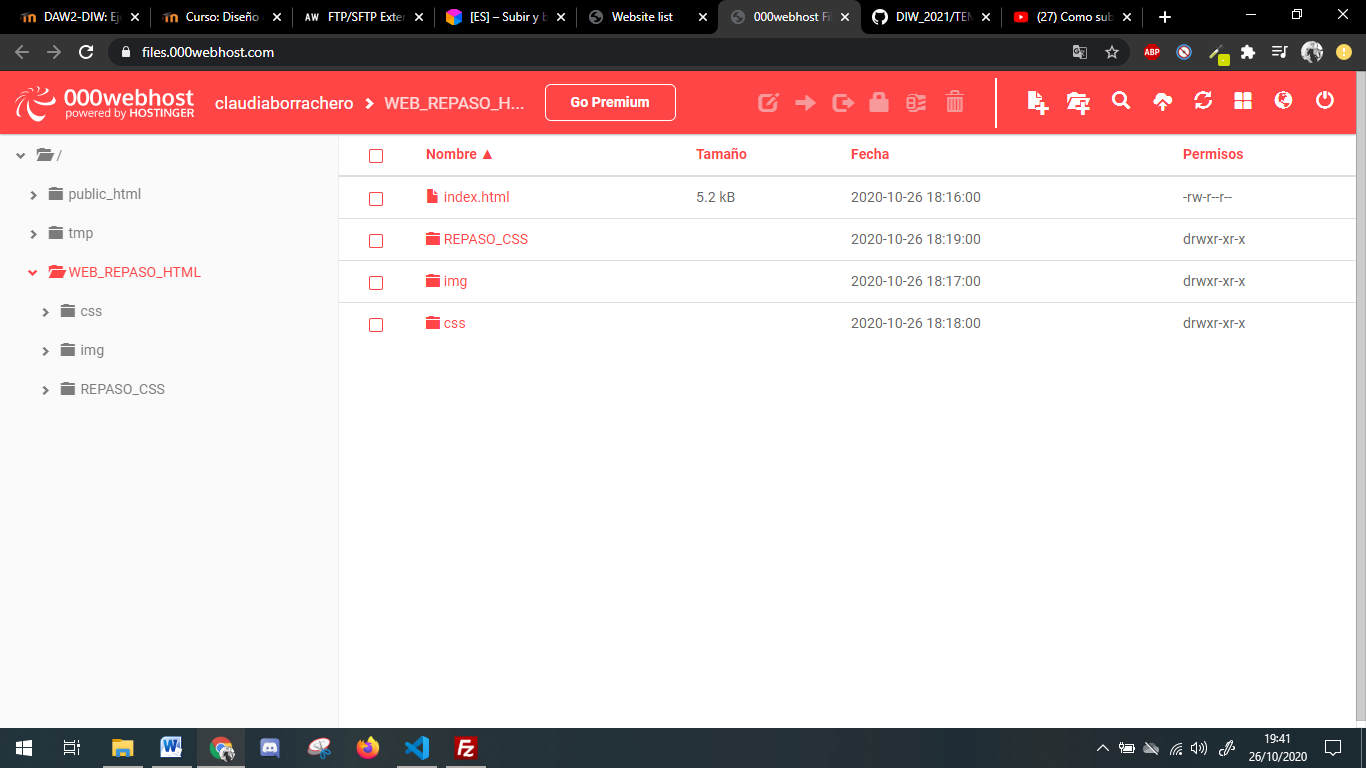 DAW2-DIW: Eje
Curso: Diseño
AW FTP/SFTP Exter
[ES] – Subir y b
Website list
000webhost Fi
DIW_2021/TEM
(27) Como sub
files.000webhost.com
ABP
000webhost
powered by HOSTINGER
claudiaborrachero
WEB_REPASO_H...
Go Premium
/
public_html
tmp
WEB_REPASO_HTML
css
img
REPASO_CSS
Nombre ▲ Tamaño Fecha Permisos
index.html 5.2 kB 2020-10-26 18:16:00 -rw-r--r--
REPASO_CSS 2020-10-26 18:19:00 drwxr-xr-x
img 2020-10-26 18:17:00 drwxr-xr-x
css 2020-10-26 18:18:00 drwxr-xr-x
W
Fz
19:41
26/10/2020